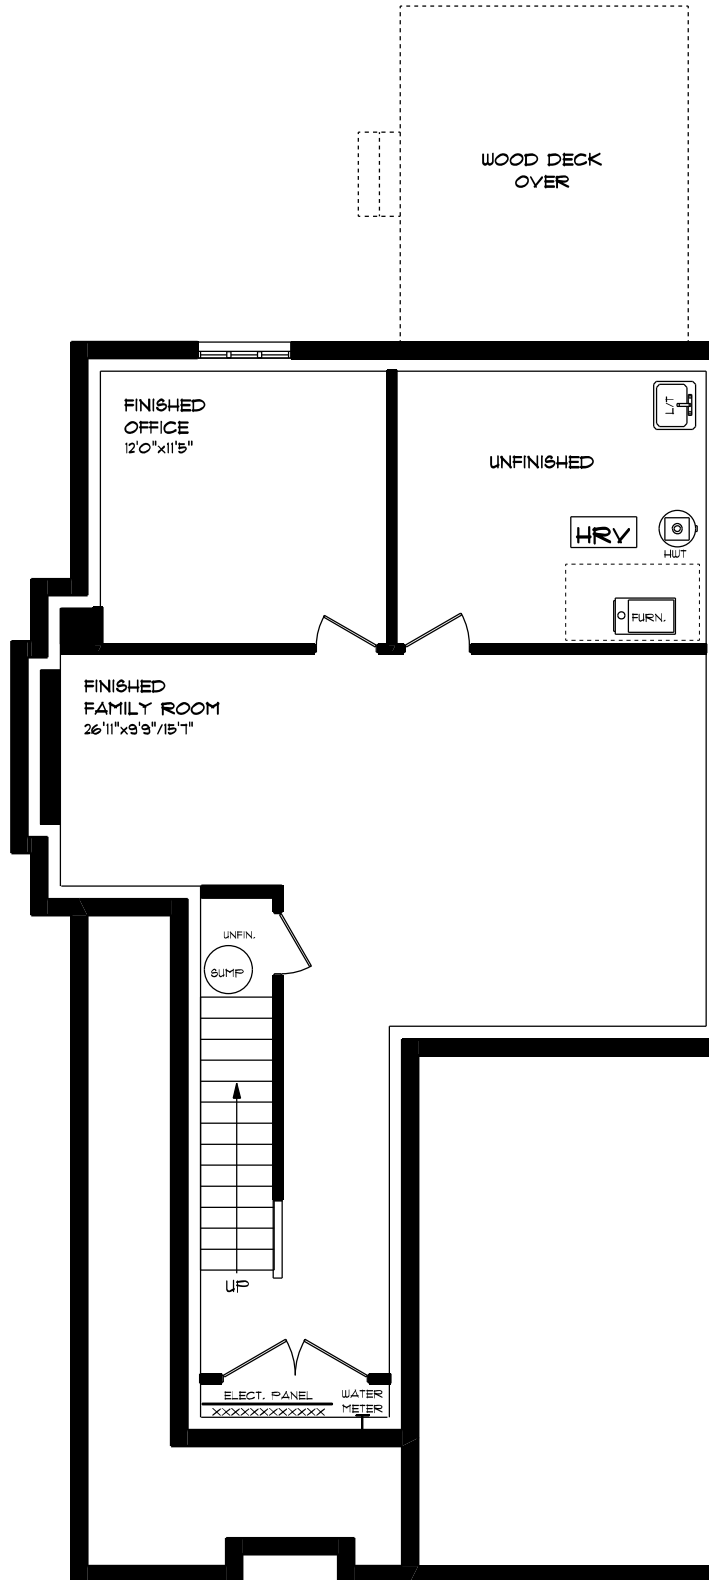 WOOD DECK
OVER
FINISHED
OFFICE
12'0"x11'5"
L/T
UNFINISHED
HRV
HWT
FURN.
FINISHED
FAMILY ROOM
26'11"x9'9"/15'7"
UNFIN.
SUMP
UP
ELECT. PANEL
WATER
METER